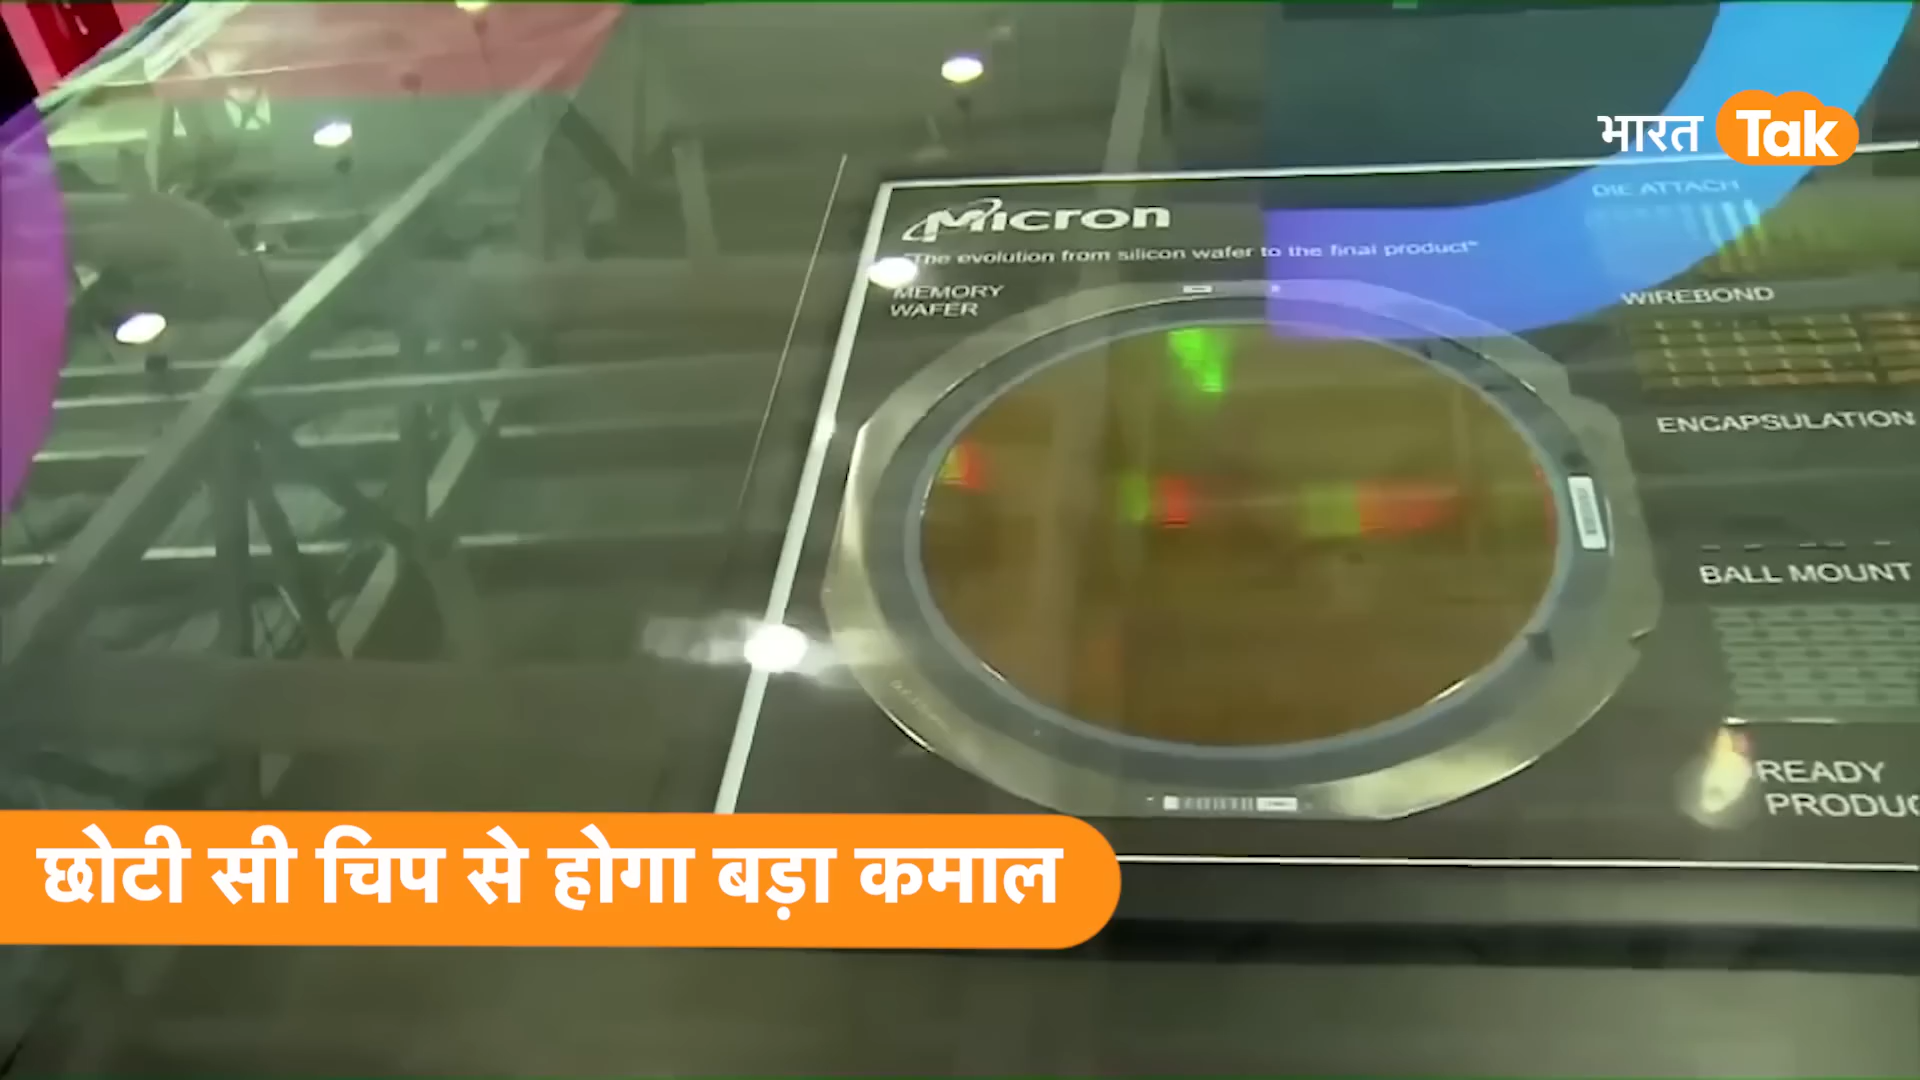 भारत Tak
Micron
"The evolution from silicon wafer to the final product"
MEMORY
WAFER
DIE ATTACH
WIREBOND
ENCAPSULATION
BALL MOUNT
READY
छोटी सी चिप से होगा बड़ा कमाल